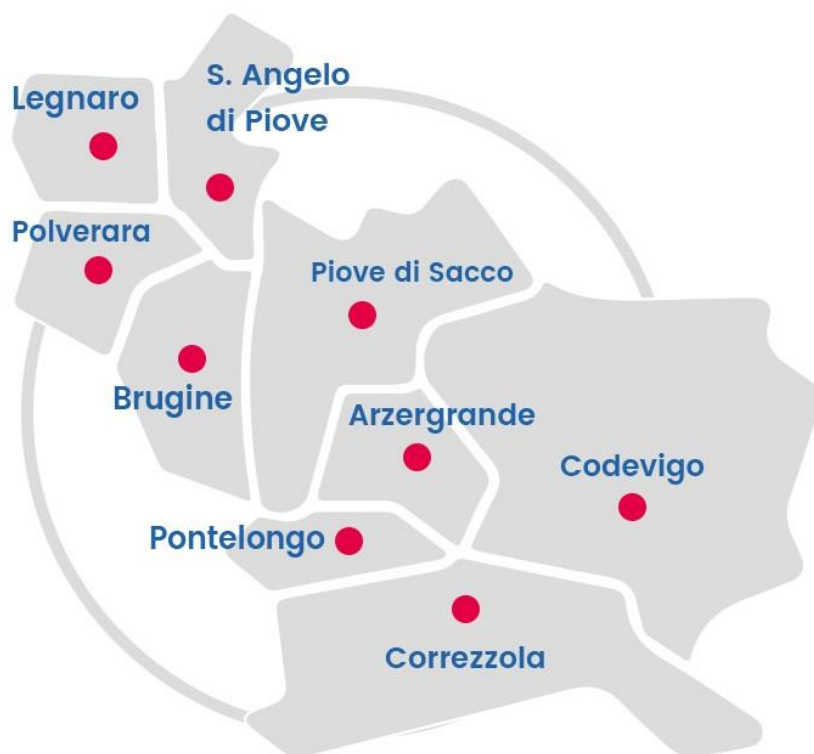 S. Angelo
di Piove
Legnaro
Polverara
Piove di Sacco
Brugine
Arzergrande
Codevigo
Pontelongo
Correzzola